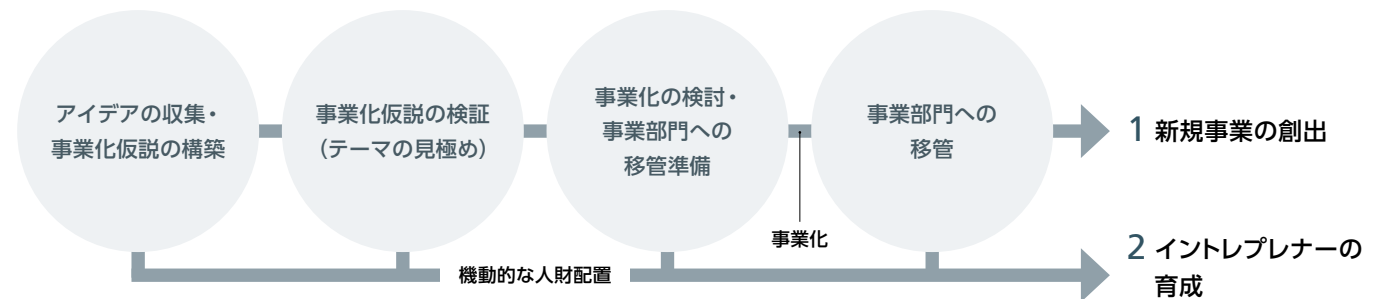 アイデアの収集・
事業化仮説の構築
事業化仮説の検証
(テーマの見極め)
事業化の検討・
事業部門への
移管準備
事業部門への
移管
事業化
機動的な人財配置
1 新規事業の創出
2 イントレプレナーの
育成